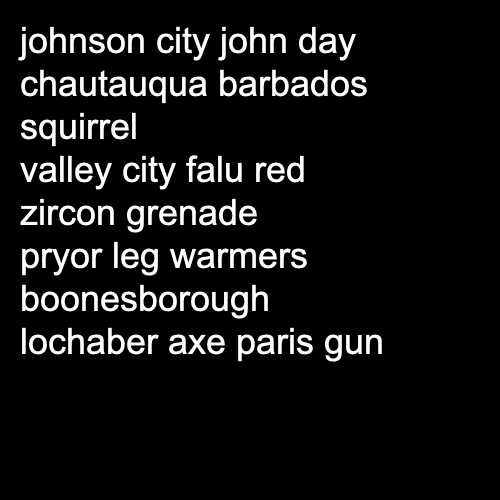 johnson city john day
chautauqua barbados
squirrel
valley city falu red
zircon grenade
pryor leg warmers
boonesborough
lochaber axe paris gun